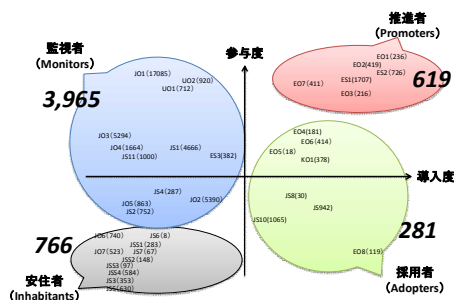 監視者
(Monitors)
3,965
JO1(17085)
UO2(920)
UO1(712)
JO3(5294)
JO4(1664)
JS11(1000)
JS1(4666)
ES3(382)
JS4(287)
JO5(863)
JS2(752)
JO2(5390)
参与度
導入度
推進者
(Promoters)
619
EO1(236)
EO2(419)
ES2(726)
EO7(411)
ES1(1707)
EO3(216)
EO4(181)
EO6(414)
EO5(18)
KO1(378)
JS8(30)
JS942)
JS10(1065)
EO8(119)
281
採用者
(Adopters)
766
安住者
(Inhabitants)
JO6(740)
JS6(8)
JSS1(283)
JO7(523)
JS7(67)
JSS2(148)
JSS3(97)
JSS4(584)
JS3(353)
JS5(630)